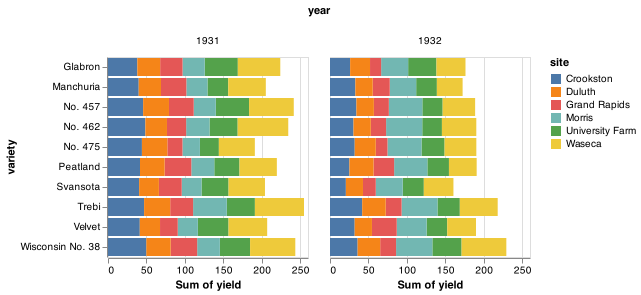 year
1931
1932
variety
Glabron
Manchuria
No. 457
No. 462
No. 475
Peatland
Svansota
Trebi
Velvet
Wisconsin No. 38
0 50 100 150 200 250
0 50 100 150 200 250
Sum of yield
Sum of yield
site
Crookston
Duluth
Grand Rapids
Morris
University Farm
Waseca